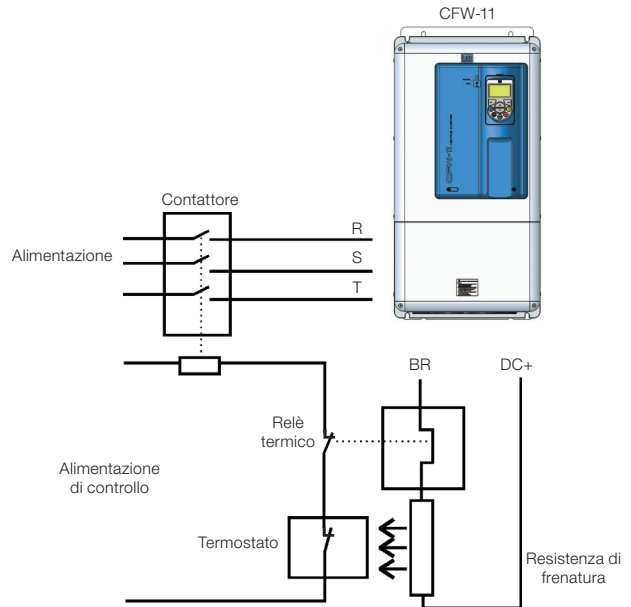 CFW-11
Contattore
Alimentazione
R
S
T
BR
DC+
Relè
termico
Alimentazione
di controllo
Termostato
Resistenza di
frenatura